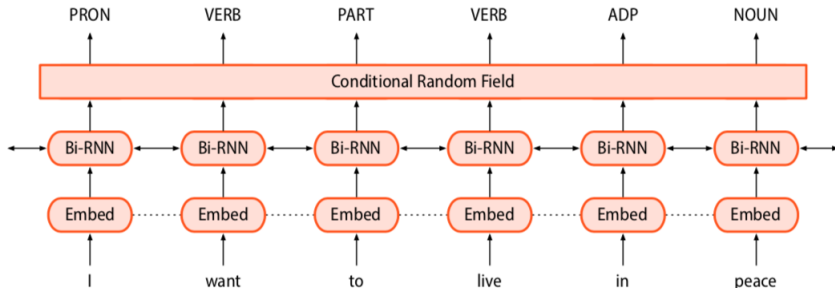 PRON VERB PART VERB ADP NOUN
Conditional Random Field
Bi-RNN Bi-RNN Bi-RNN Bi-RNN Bi-RNN Bi-RNN
Embed Embed Embed Embed Embed Embed
I want to live in peace